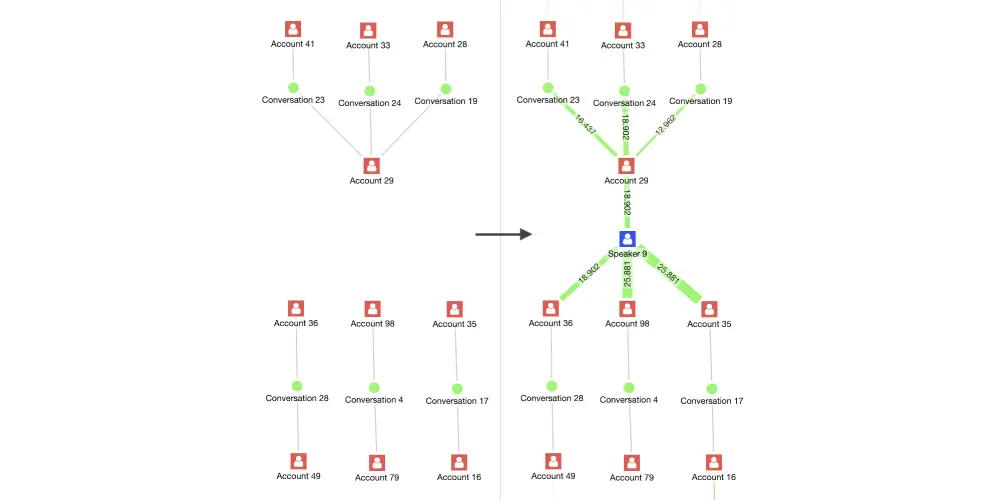 Account 41
Account 33
Account 28
Conversation 23
Conversation 24
Conversation 19
Account 29
Account 36
Account 98
Account 35
Conversation 28
Conversation 4
Conversation 17
Account 49
Account 79
Account 16
Account 41
Account 33
Account 28
Conversation 23
Conversation 24
Conversation 19
16.437
18.902
12.962
Account 29
18.902
Speaker 9
18.902
25.881
25.881
Account 36
Account 98
Account 35
Conversation 28
Conversation 4
Conversation 17
Account 49
Account 79
Account 16